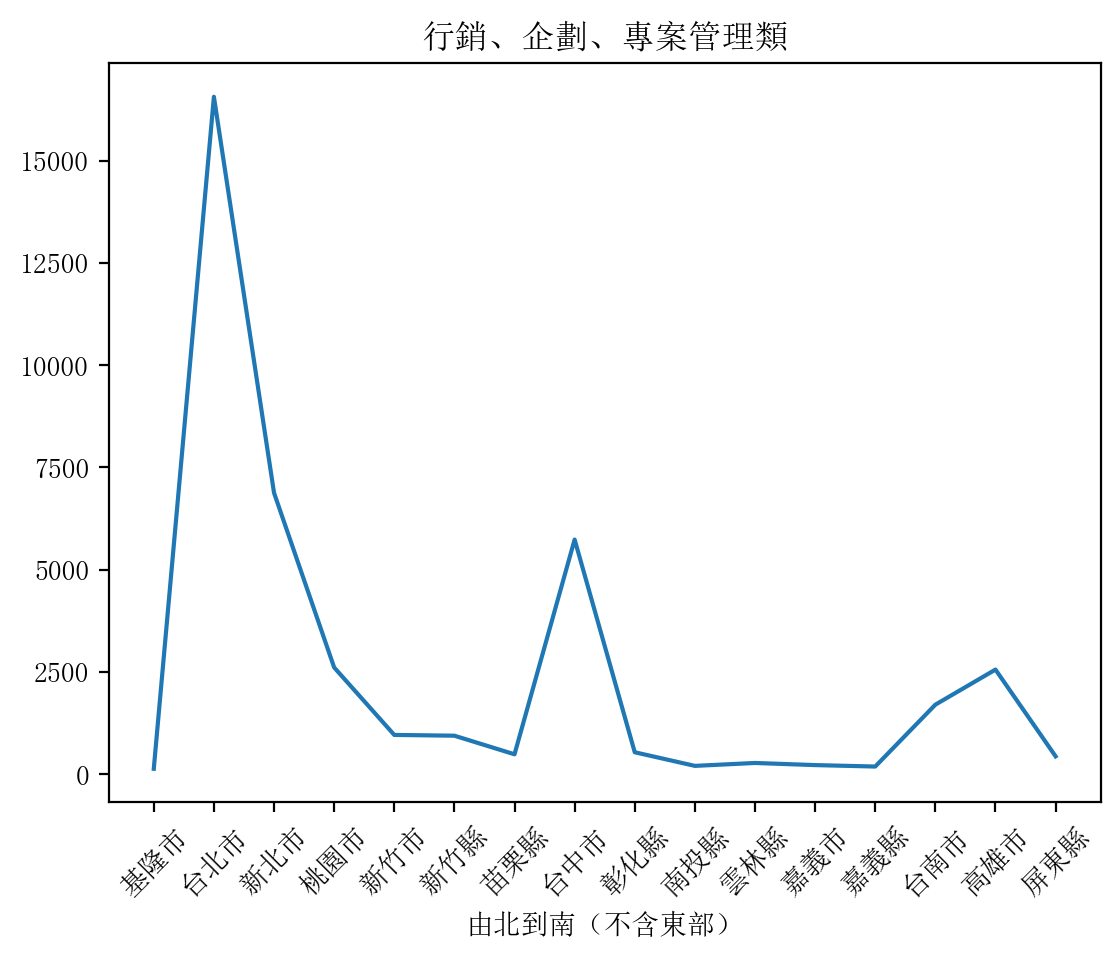 行銷、企劃、專案管理類
15000
12500
10000
7500
5000
2500
0
基隆市
台北市
新北市
桃園市
新竹市
新竹縣
苗栗縣
台中市
彰化縣
南投縣
雲林縣
嘉義市
嘉義縣
台南市
高雄市
屏東縣
由北到南（不含東部）